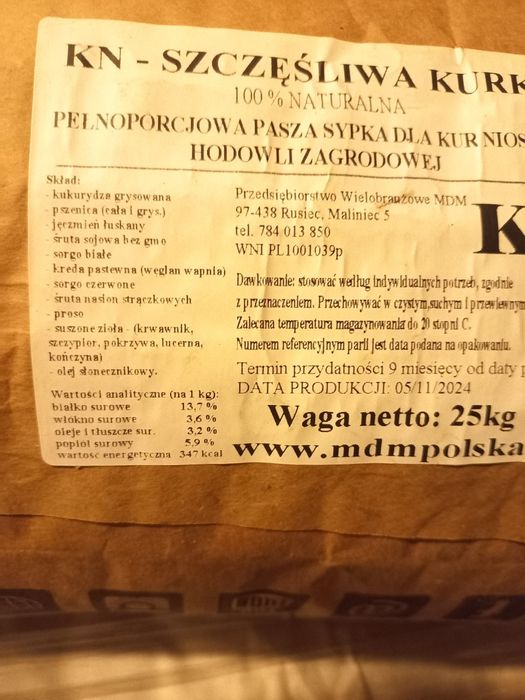 KN - SZCZĘŚLIWA KURK
100 % NATURALNA
PEŁNOPORCJOWA PASZA SYPKA DLA KUR NIOS
HODOWLI ZAGRODOWEJ
Skład:
- kukurydza grysowana
- pszenica (cała i grys.)
- jęczmień łuskany
- śruta sojowa bez gmo
- sorgo białe
- kreda pastewna (węglan wapnia)
- sorgo czerwone
- śruta nasion strączkowych
- proso
- suszone zioła - (krwawnik,
szczypior, pokrzywa, lucerna,
kończyna)
- olej słonecznikowy.
Wartości analityczne (na 1 kg):
białko surowe 13,7 %
włókno surowe 3,6 %
oleje i tłuszcze sur. 3,2 %
popiół surowy 5,9 %
wartość energetyczna 347 kcal
Przedsiębiorstwo Wielobranżowe MDM
97-438 Rusiec, Maliniec 5
tel. 784 013 850
WNI PL1001039p
K
Dawkowanie: stosować według indywidualnych potrzeb, zgodnie
z przeznaczeniem. Przechowywać w czystym,suchym i przewiewnym
Zalecana temperatura magazynowania do 20 stopni C.
Numerem referencyjnym partii jest data podana na opakowaniu.
Termin przydatności 9 miesięcy od daty p
DATA PRODUKCJI: 05/11/2024
Waga netto: 25kg
www.mdmpolska